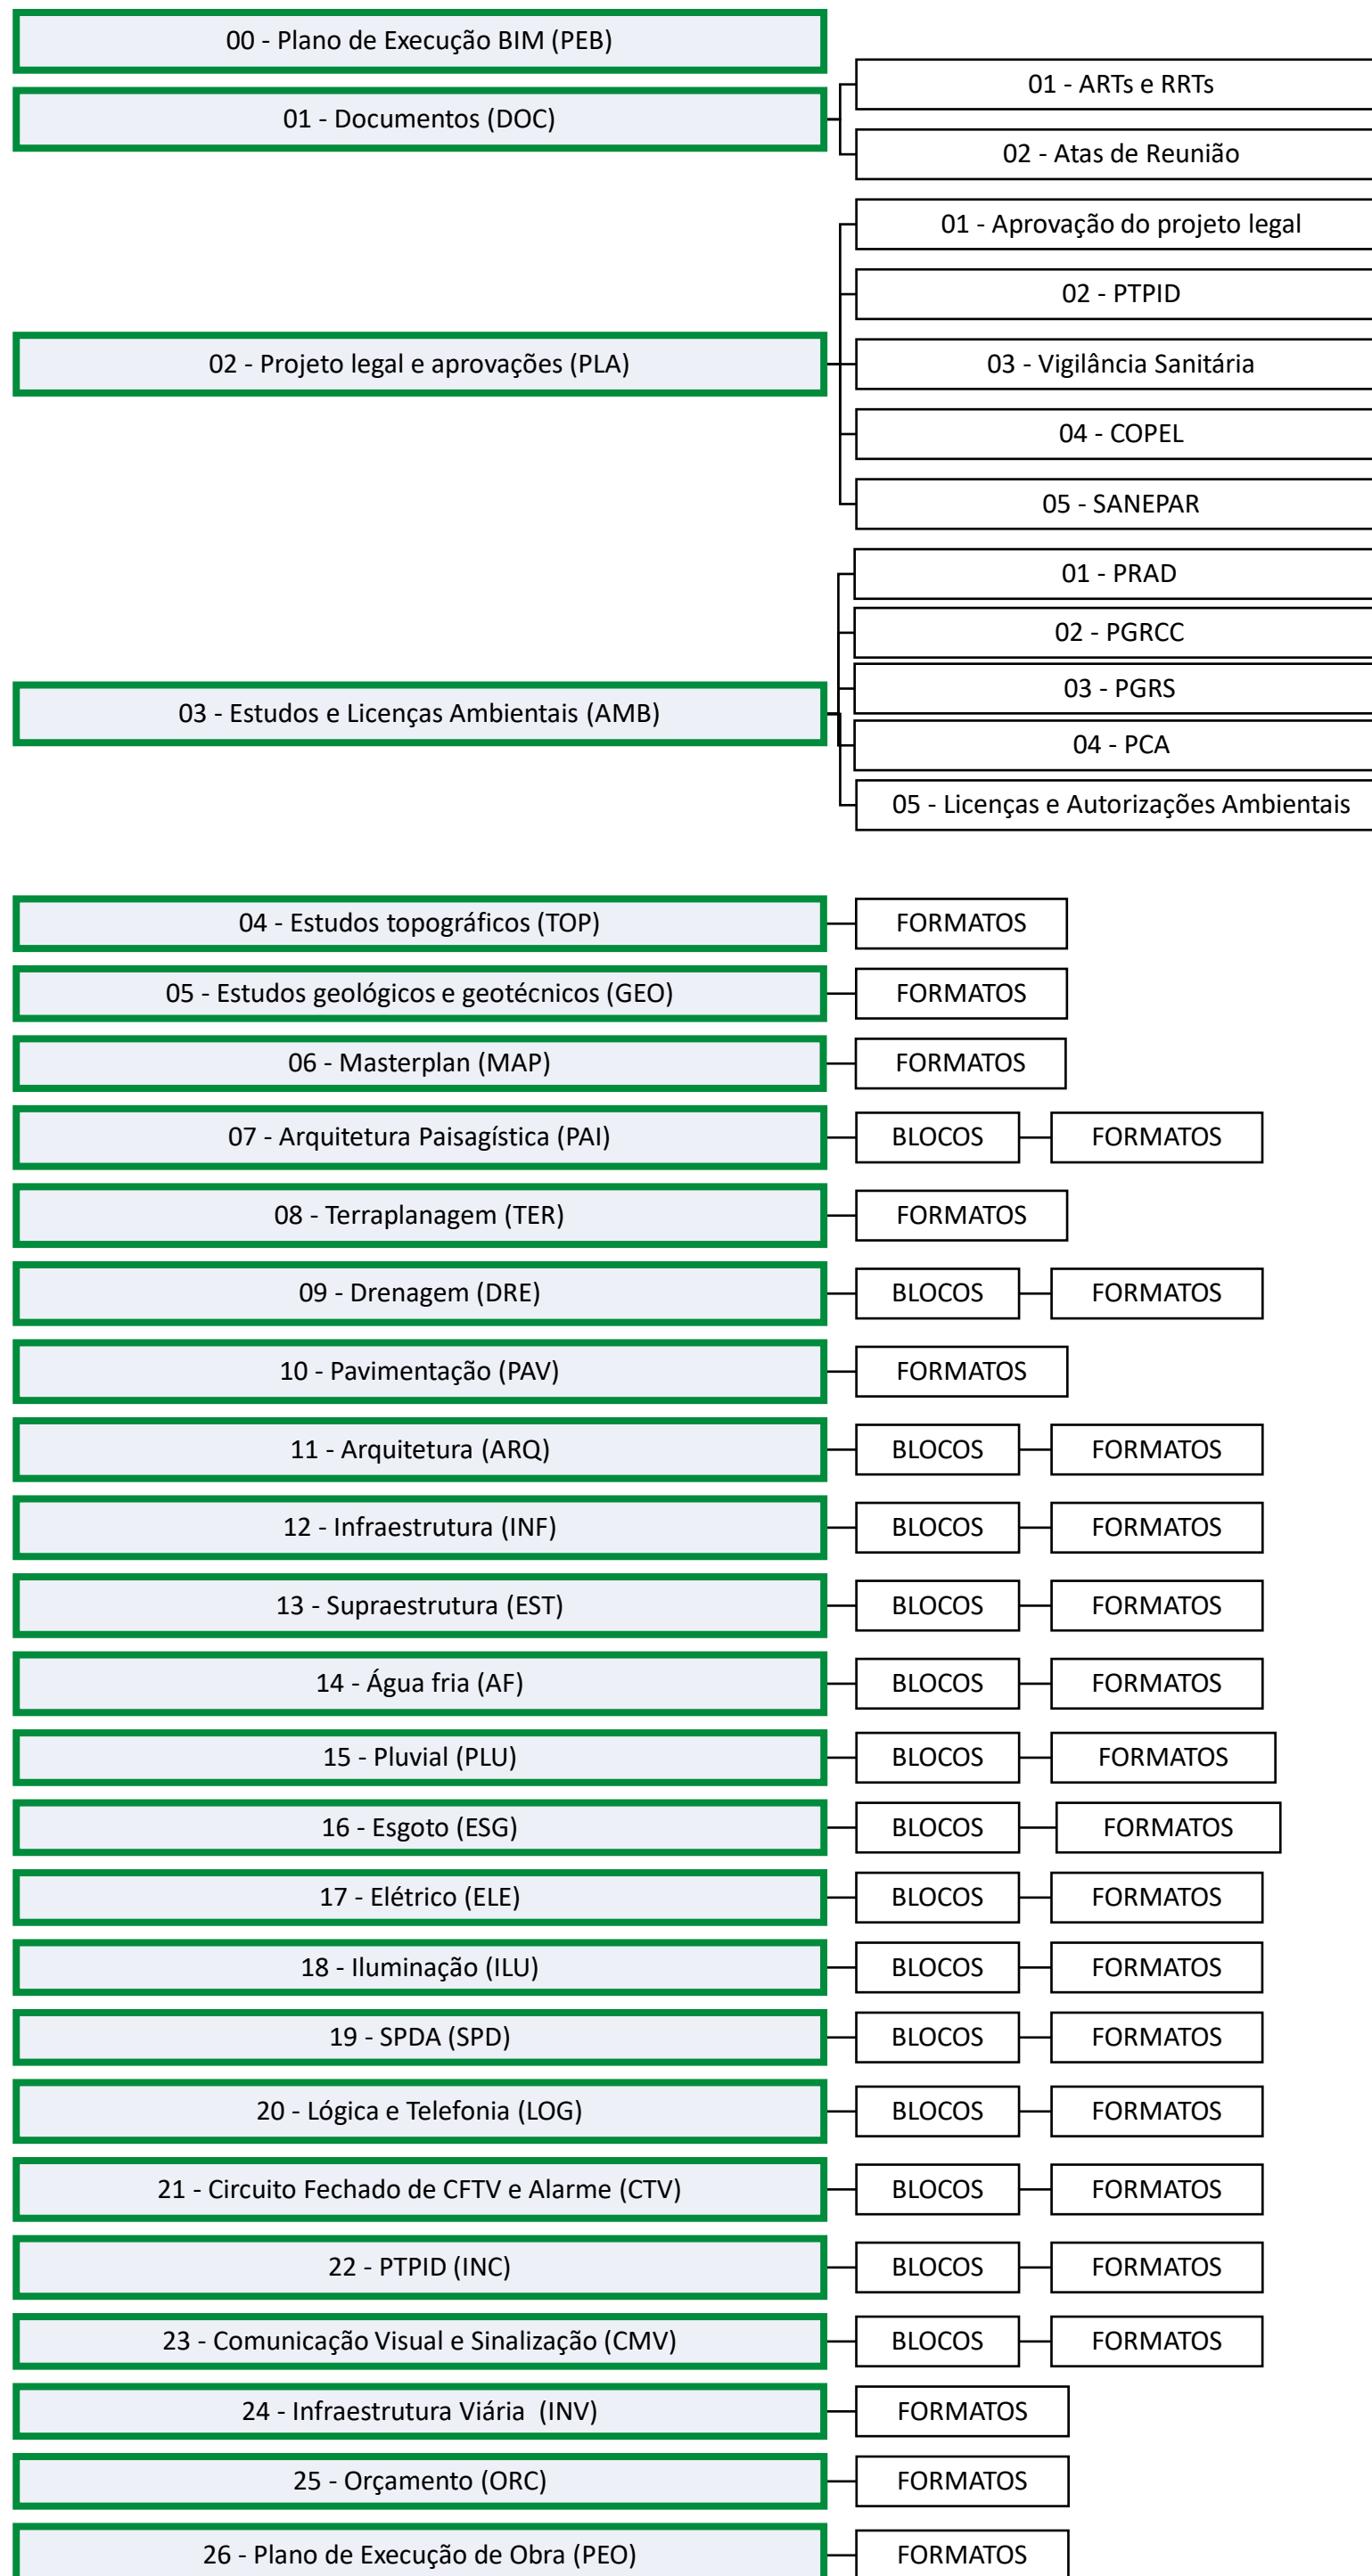 00 - Plano de Execução BIM (PEB)
01 - Documentos (DOC)
01 - ARTs e RRTs
02 - Atas de Reunião
02 - Projeto legal e aprovações (PLA)
01 - Aprovação do projeto legal
02 - PTPID
03 - Vigilância Sanitária
04 - COPEL
05 - SANEPAR
03 - Estudos e Licenças Ambientais (AMB)
01 - PRAD
02 - PGRCC
03 - PGRS
04 - PCA
05 - Licenças e Autorizações Ambientais
04 - Estudos topográficos (TOP) FORMATOS
05 - Estudos geológicos e geotécnicos (GEO) FORMATOS
06 - Masterplan (MAP) FORMATOS
07 - Arquitetura Paisagística (PAI) BLOCOS FORMATOS
08 - Terraplanagem (TER) FORMATOS
09 - Drenagem (DRE) BLOCOS FORMATOS
10 - Pavimentação (PAV) FORMATOS
11 - Arquitetura (ARQ) BLOCOS FORMATOS
12 - Infraestrutura (INF) BLOCOS FORMATOS
13 - Supraestrutura (EST) BLOCOS FORMATOS
14 - Água fria (AF) BLOCOS FORMATOS
15 - Pluvial (PLU) BLOCOS FORMATOS
16 - Esgoto (ESG) BLOCOS FORMATOS
17 - Elétrico (ELE) BLOCOS FORMATOS
18 - Iluminação (ILU) BLOCOS FORMATOS
19 - SPDA (SPD) BLOCOS FORMATOS
20 - Lógica e Telefonia (LOG) BLOCOS FORMATOS
21 - Circuito Fechado de CFTV e Alarme (CTV) BLOCOS FORMATOS
22 - PTPID (INC) BLOCOS FORMATOS
23 - Comunicação Visual e Sinalização (CMV) BLOCOS FORMATOS
24 - Infraestrutura Viária (INV) FORMATOS
25 - Orçamento (ORC) FORMATOS
26 - Plano de Execução de Obra (PEO) FORMATOS